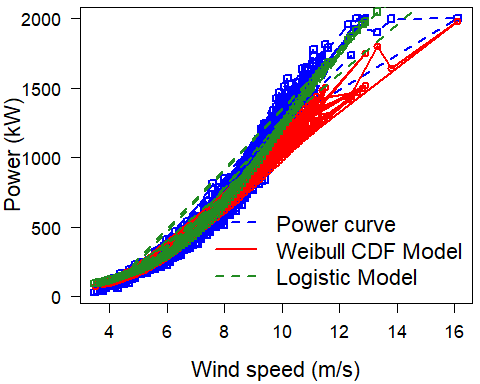 2000
1500
1000
500
0
Power (kW)
Power curve
Weibull CDF Model
Logistic Model
4 6 8 10 12 14 16
Wind speed (m/s)